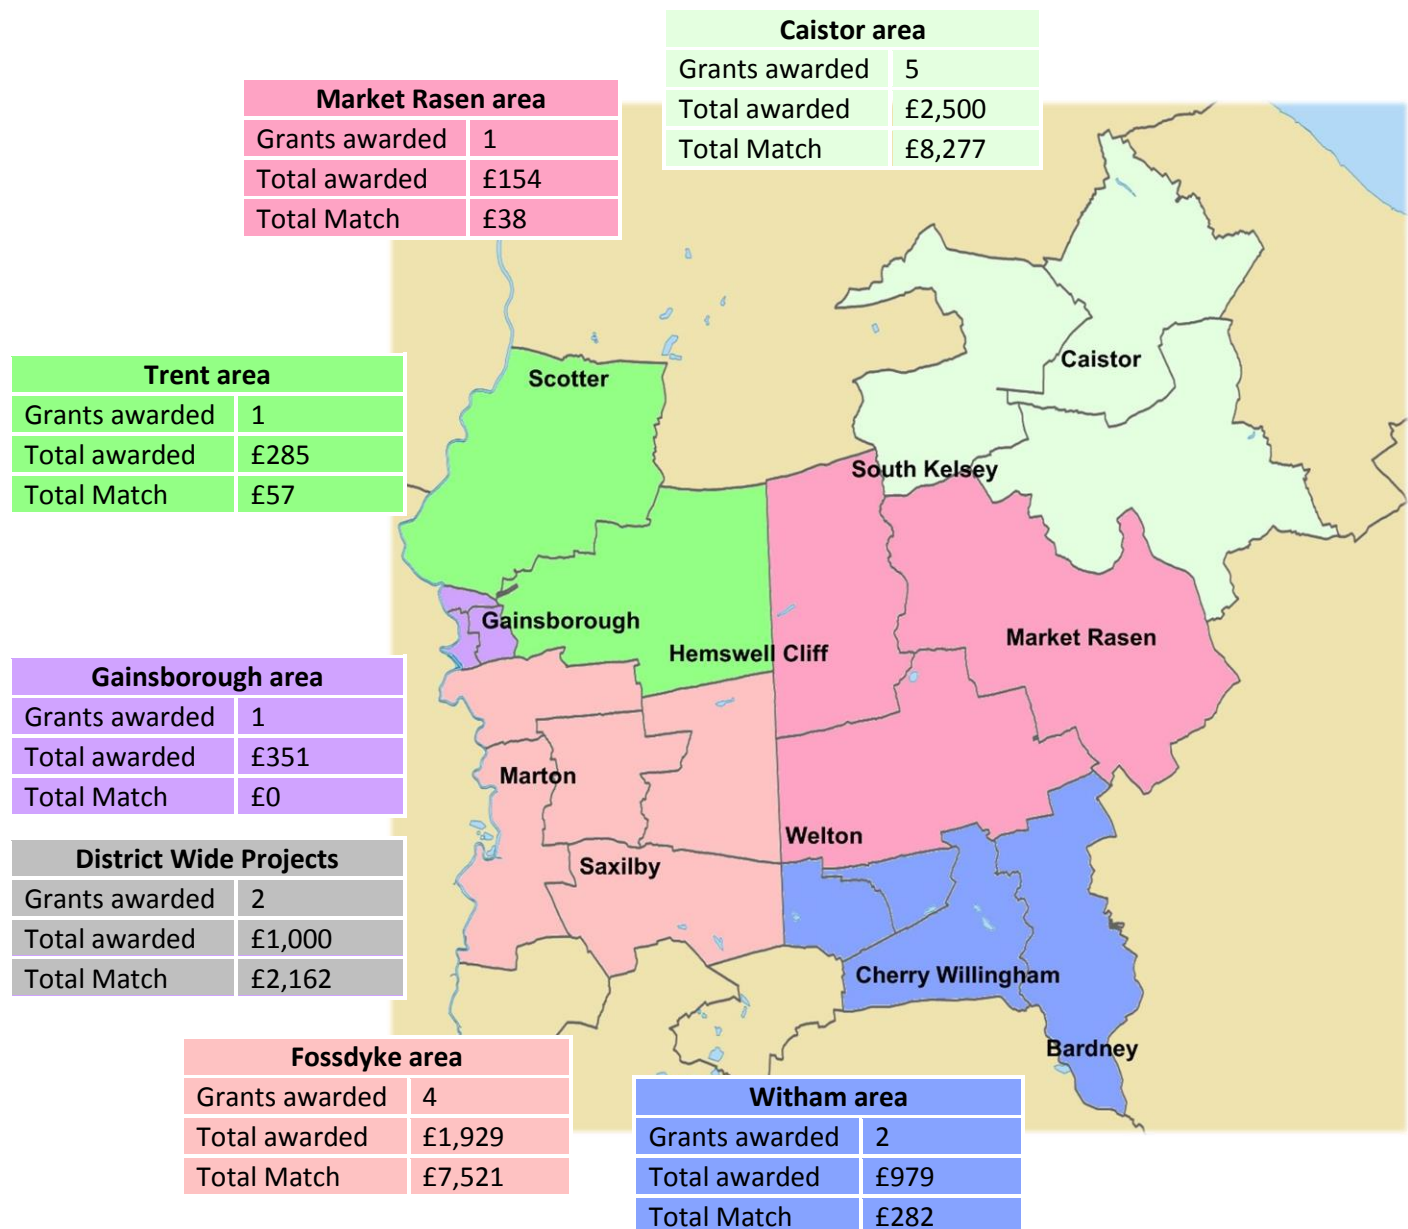 Caistor area
Grants awarded 5
Total awarded £2,500
Total Match £8,277
Market Rasen area
Grants awarded 1
Total awarded £154
Total Match £38
Trent area
Grants awarded 1
Total awarded £285
Total Match £57
Gainsborough area
Grants awarded 1
Total awarded £351
Total Match £0
District Wide Projects
Grants awarded 2
Total awarded £1,000
Total Match £2,162
Fossdyke area
Grants awarded 4
Total awarded £1,929
Total Match £7,521
Witham area
Grants awarded 2
Total awarded £979
Total Match £282
Caistor
Scotter
South Kelsey
Gainsborough
Market Rasen
Hemswell Cliff
Marton
Welton
Saxilby
Cherry Willingham
Bardney